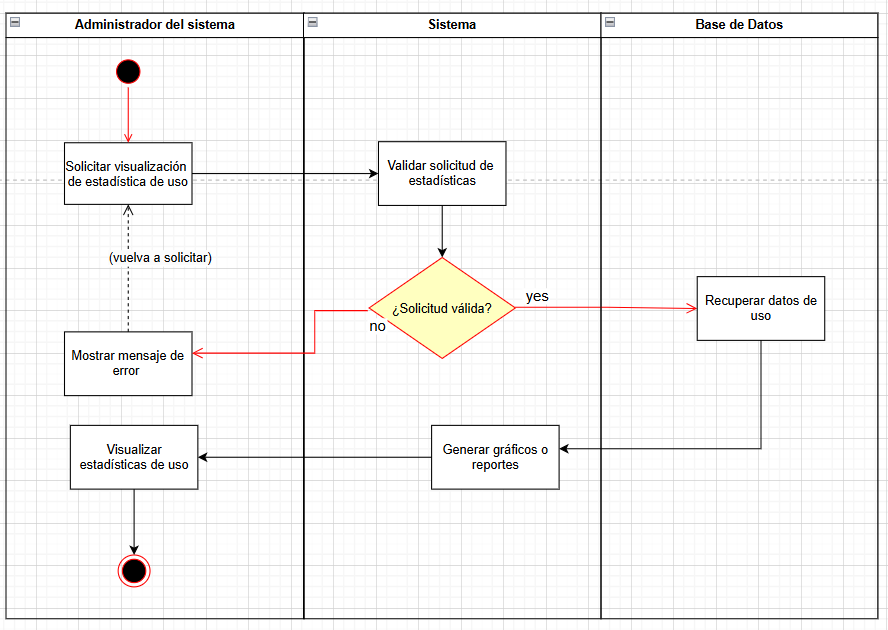 Administrador del sistema
Sistema
Base de Datos
Solicitar visualización
de estadística de uso
Validar solicitud de
estadísticas
(vuelva a solicitar)
¿Solicitud válida?
yes
no
Recuperar datos de
uso
Mostrar mensaje de
error
Visualizar
estadísticas de uso
Generar gráficos o
reportes